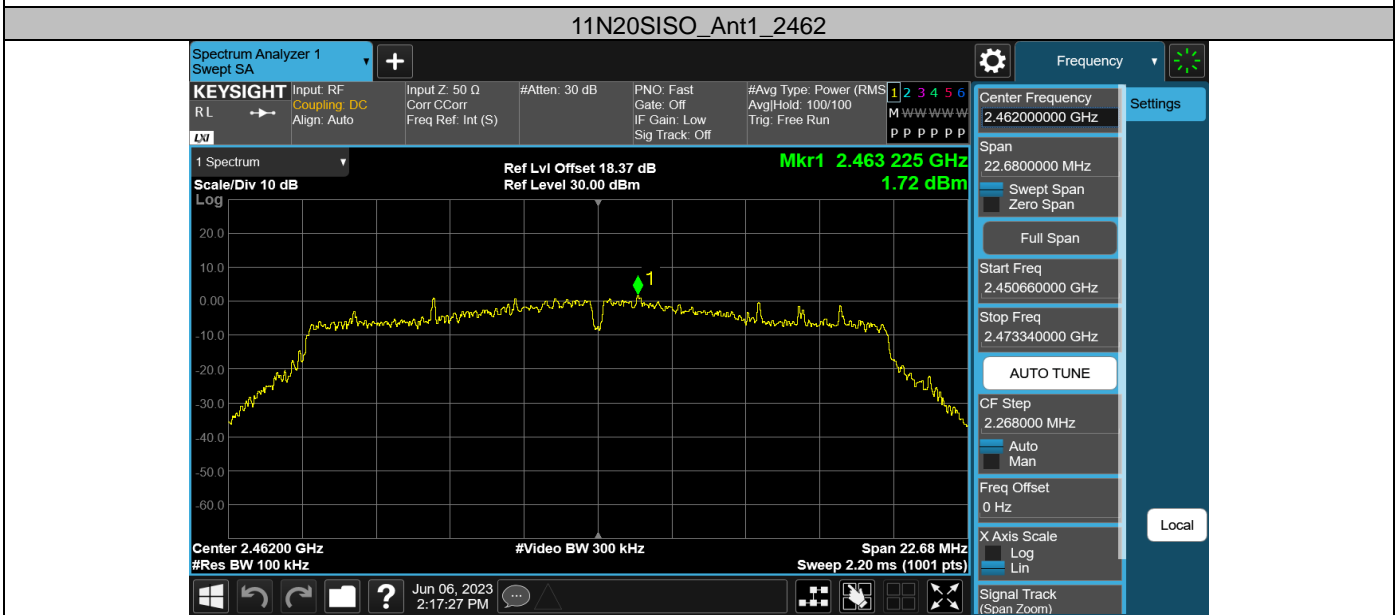 11N20SISO_Ant1_2462
Spectrum Analyzer 1
Swept SA
Frequency
KEYSIGHT
R L
LXI
Input: RF
Coupling: DC
Align: Auto
Input Z: 50 Ω
Corr CCorr
Freq Ref: Int (S)
#Atten: 30 dB
PNO: Fast
Gate: Off
IF Gain: Low
Sig Track: Off
#Avg Type: Power (RMS
Avg|Hold: 100/100
Trig: Free Run
1 2 3 4 5 6
M W W W W W
P P P P P P
1 Spectrum
Scale/Div 10 dB
Ref Lvl Offset 18.37 dB
Ref Level 30.00 dBm
Mkr1 2.463 225 GHz
1.72 dBm
Log
20.0
10.0
0.00
-10.0
-20.0
-30.0
-40.0
-50.0
-60.0
1
Center 2.46200 GHz
#Res BW 100 kHz
#Video BW 300 kHz
Span 22.68 MHz
Sweep 2.20 ms (1001 pts)
Jun 06, 2023
2:17:27 PM
Center Frequency
2.462000000 GHz
Span
22.6800000 MHz
Swept Span
Zero Span
Full Span
Start Freq
2.450660000 GHz
Stop Freq
2.473340000 GHz
AUTO TUNE
CF Step
2.268000 MHz
Auto
Man
Freq Offset
0 Hz
X Axis Scale
Log
Lin
Signal Track
(Span Zoom)
Settings
Local